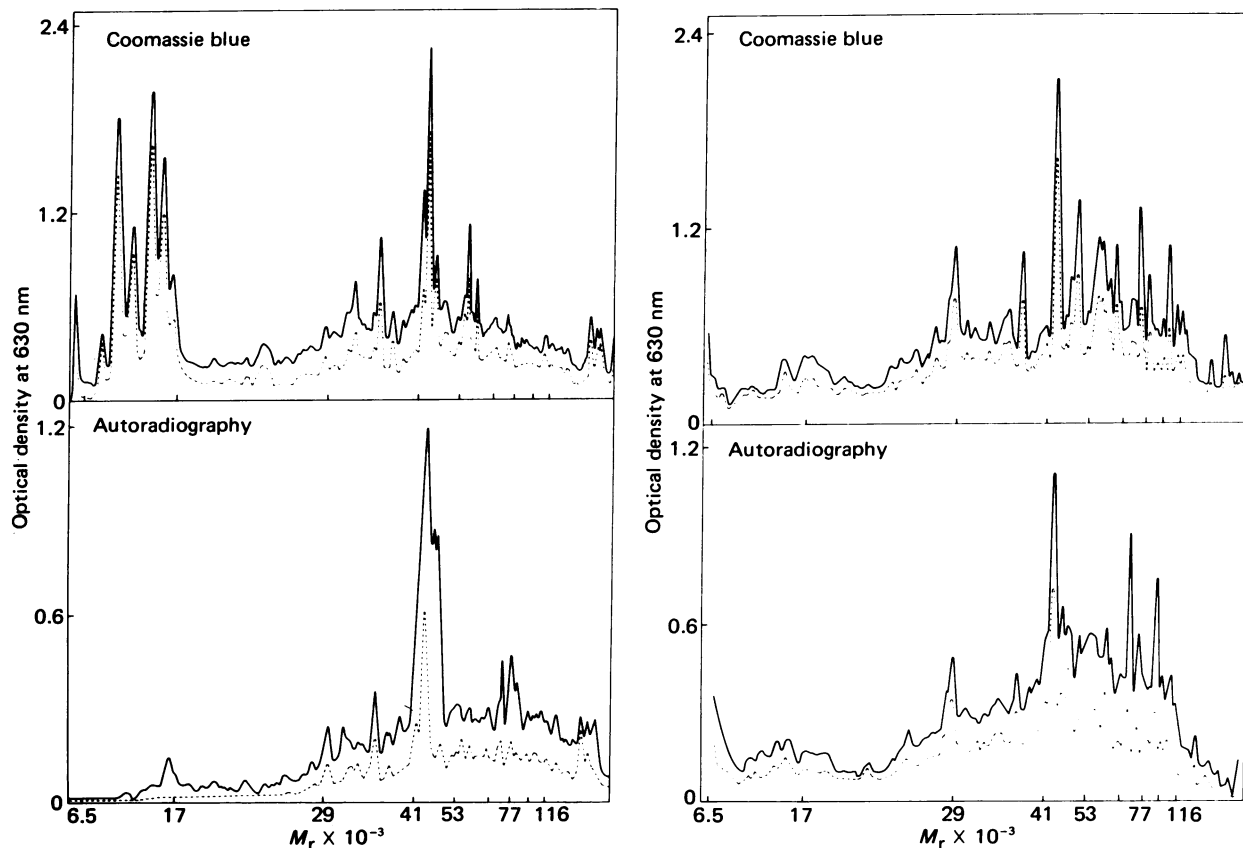 2.4
Coomassie blue
1.2
0
Optical density at 630 nm
1.2
Autoradiography
0.6
0
6.5 17 29 41 53 77 116
Mr × 10⁻³
2.4
Coomassie blue
1.2
0
Optical density at 630 nm
1.2
Autoradiography
0.6
0
6.5 17 29 41 53 77 116
Mr × 10⁻³